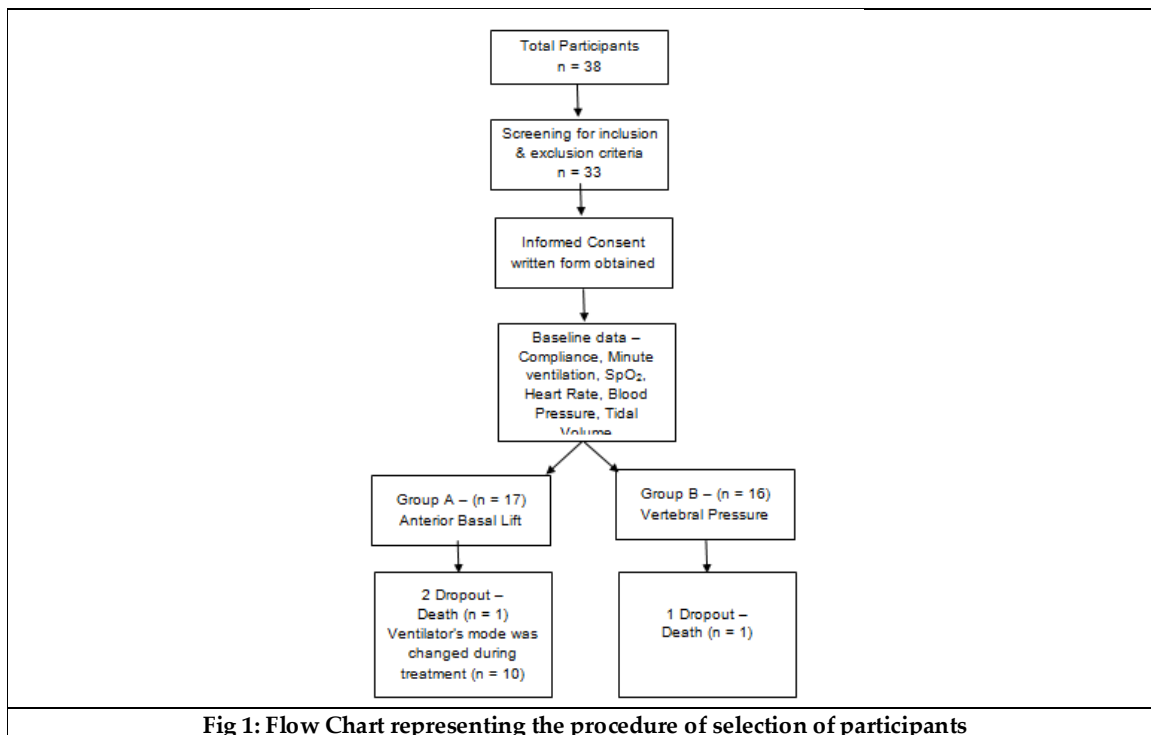 Total Participants
n = 38
Screening for inclusion
& exclusion criteria
n = 33
Informed Consent
written form obtained
Baseline data –
Compliance, Minute
ventilation, SpO₂,
Heart Rate, Blood
Pressure, Tidal
Volume
Group A – (n = 17)
Anterior Basal Lift
Group B – (n = 16)
Vertebral Pressure
2 Dropout –
Death (n = 1)
Ventilator's mode was
changed during
treatment (n = 10)
1 Dropout –
Death (n = 1)
Fig 1: Flow Chart representing the procedure of selection of participants